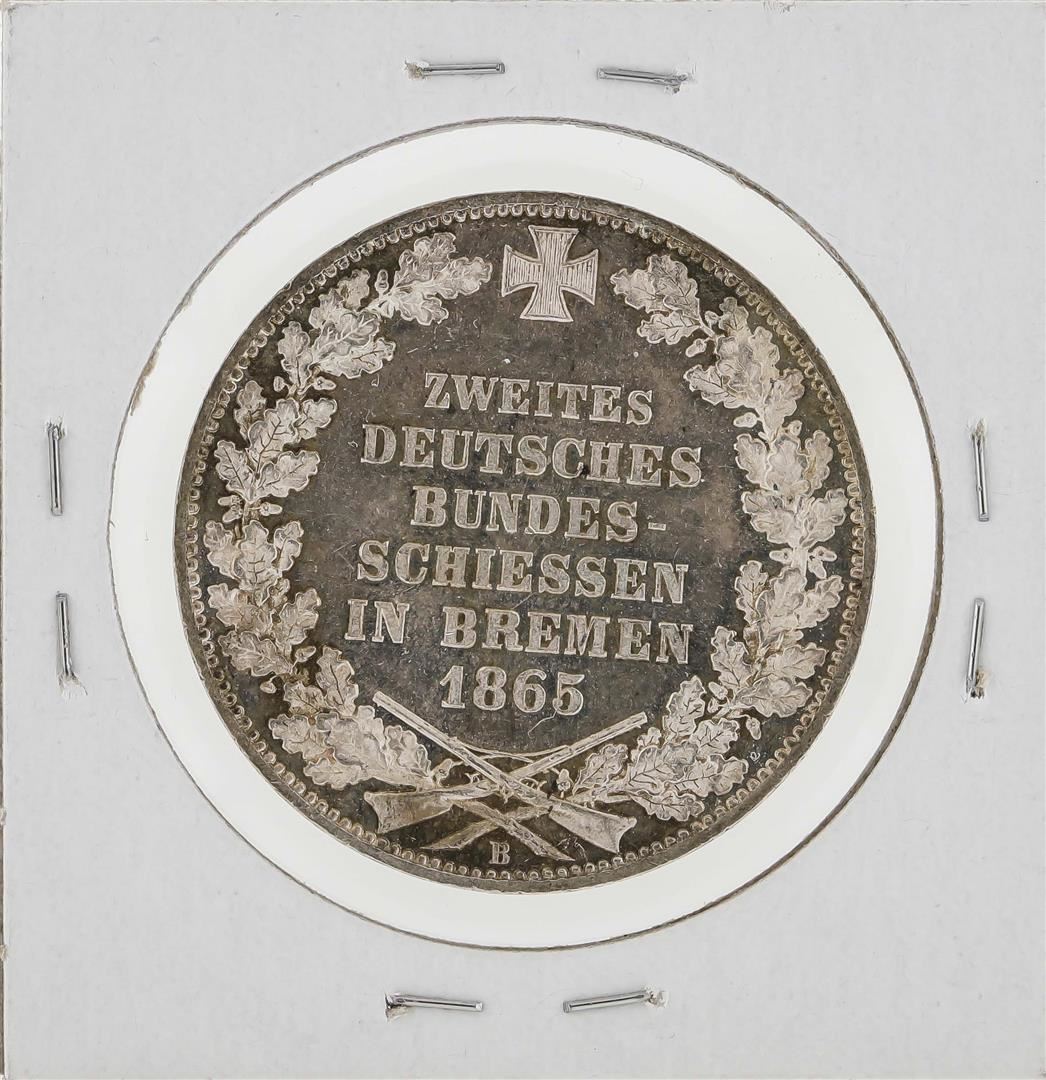 ZWEITES
DEUTSCHES
BUNDES-
SCHIESSEN
IN BREMEN
1865
B